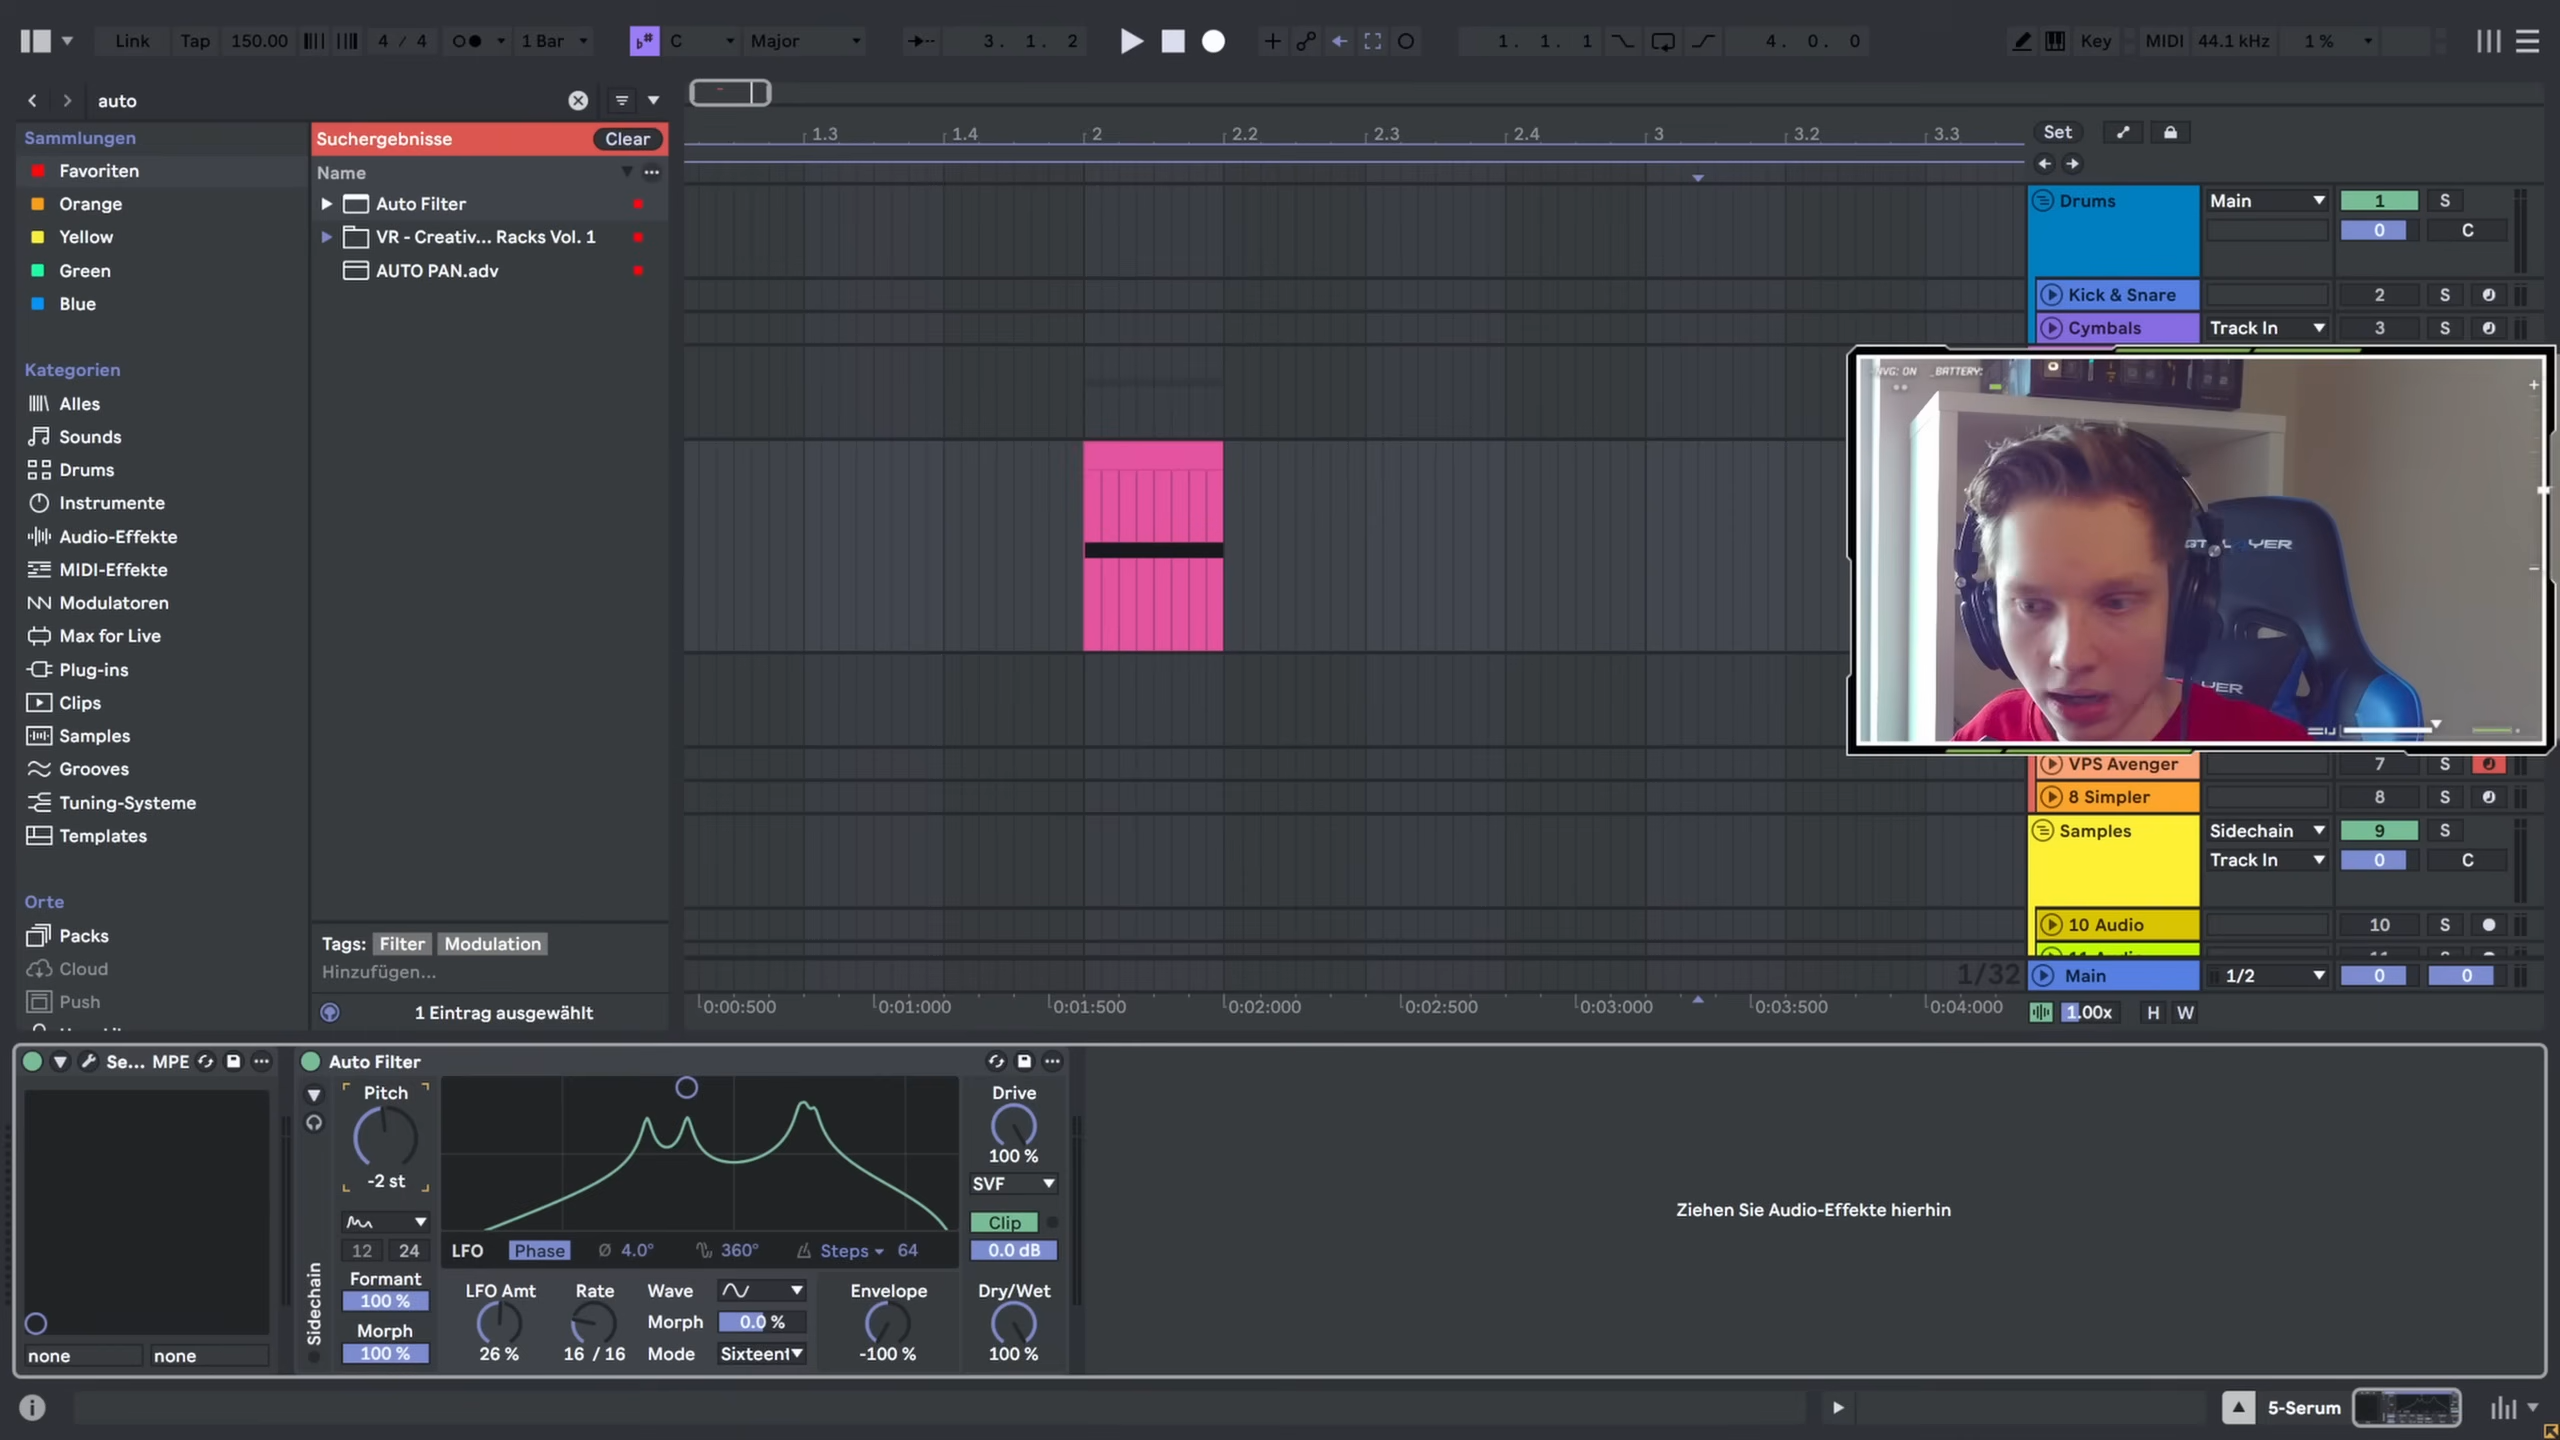 Link Tap 150.00 4 / 4 1 Bar C Major 3. 1. 2 1. 1. 1 4. 0. 0 Key MIDI 44.1 kHz 1 %
auto
Sammlungen
Favoriten
Orange
Yellow
Green
Blue
Kategorien
Alles
Sounds
Drums
Instrumente
Audio-Effekte
MIDI-Effekte
Modulatoren
Max for Live
Plug-ins
Clips
Samples
Grooves
Tuning-Systeme
Templates
Orte
Packs
Cloud
Push
Suchergebnisse Clear
Name
Auto Filter
VR - Creativ... Racks Vol. 1
AUTO PAN.adv
Tags: Filter Modulation
Hinzufügen...
1 Eintrag ausgewählt
1.3 1.4 2 2.2 2.3 2.4 3 3.2 3.3
1/32
0:00:500 0:01:000 0:01:500 0:02:000 0:02:500 0:03:000 0:03:500 0:04:000
Set
Drums Main 1 S
0 C
Kick & Snare 2 S
Cymbals Track In 3 S
NVG: ON _BATTERY:
VPS Avenger 7 S
8 Simpler 8 S
Samples Sidechain 9 S
Track In 0 C
10 Audio 10 S
Main 1/2 0 0
1.00x H W
Se... MPE
none none
Auto Filter
Sidechain
Pitch
-2 st
12 24
Formant
100 %
Morph
100 %
LFO Phase Ø 4.0° 360° Steps 64
LFO Amt Rate Wave Envelope
Morph 0.0 %
26 % 16 / 16 Mode Sixteent -100 %
Drive
100 %
SVF
Clip
0.0 dB
Dry/Wet
100 %
Ziehen Sie Audio-Effekte hierhin
5-Serum